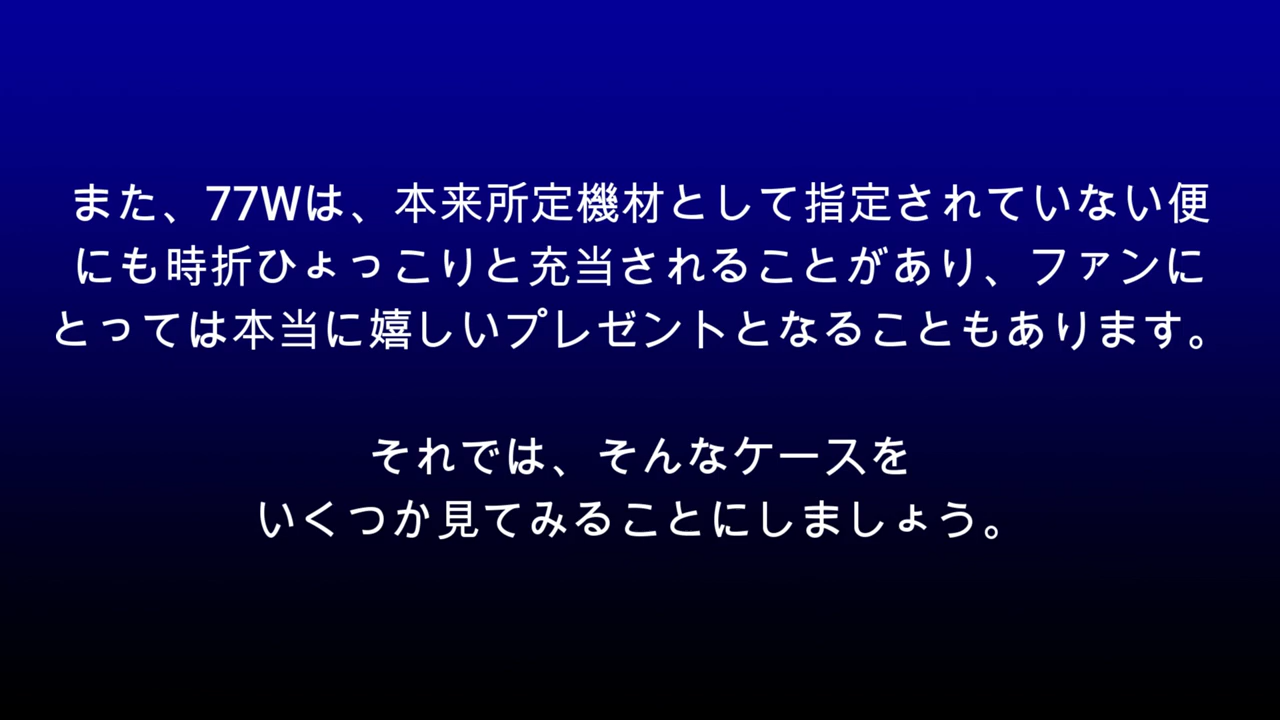 また、77Wは、本来所定機材として指定されていない便
にも時折ひょっこりと充当されることがあり、ファンに
とっては本当に嬉しいプレゼントとなることもあります。
それでは、そんなケースを
いくつか見てみることにしましょう。